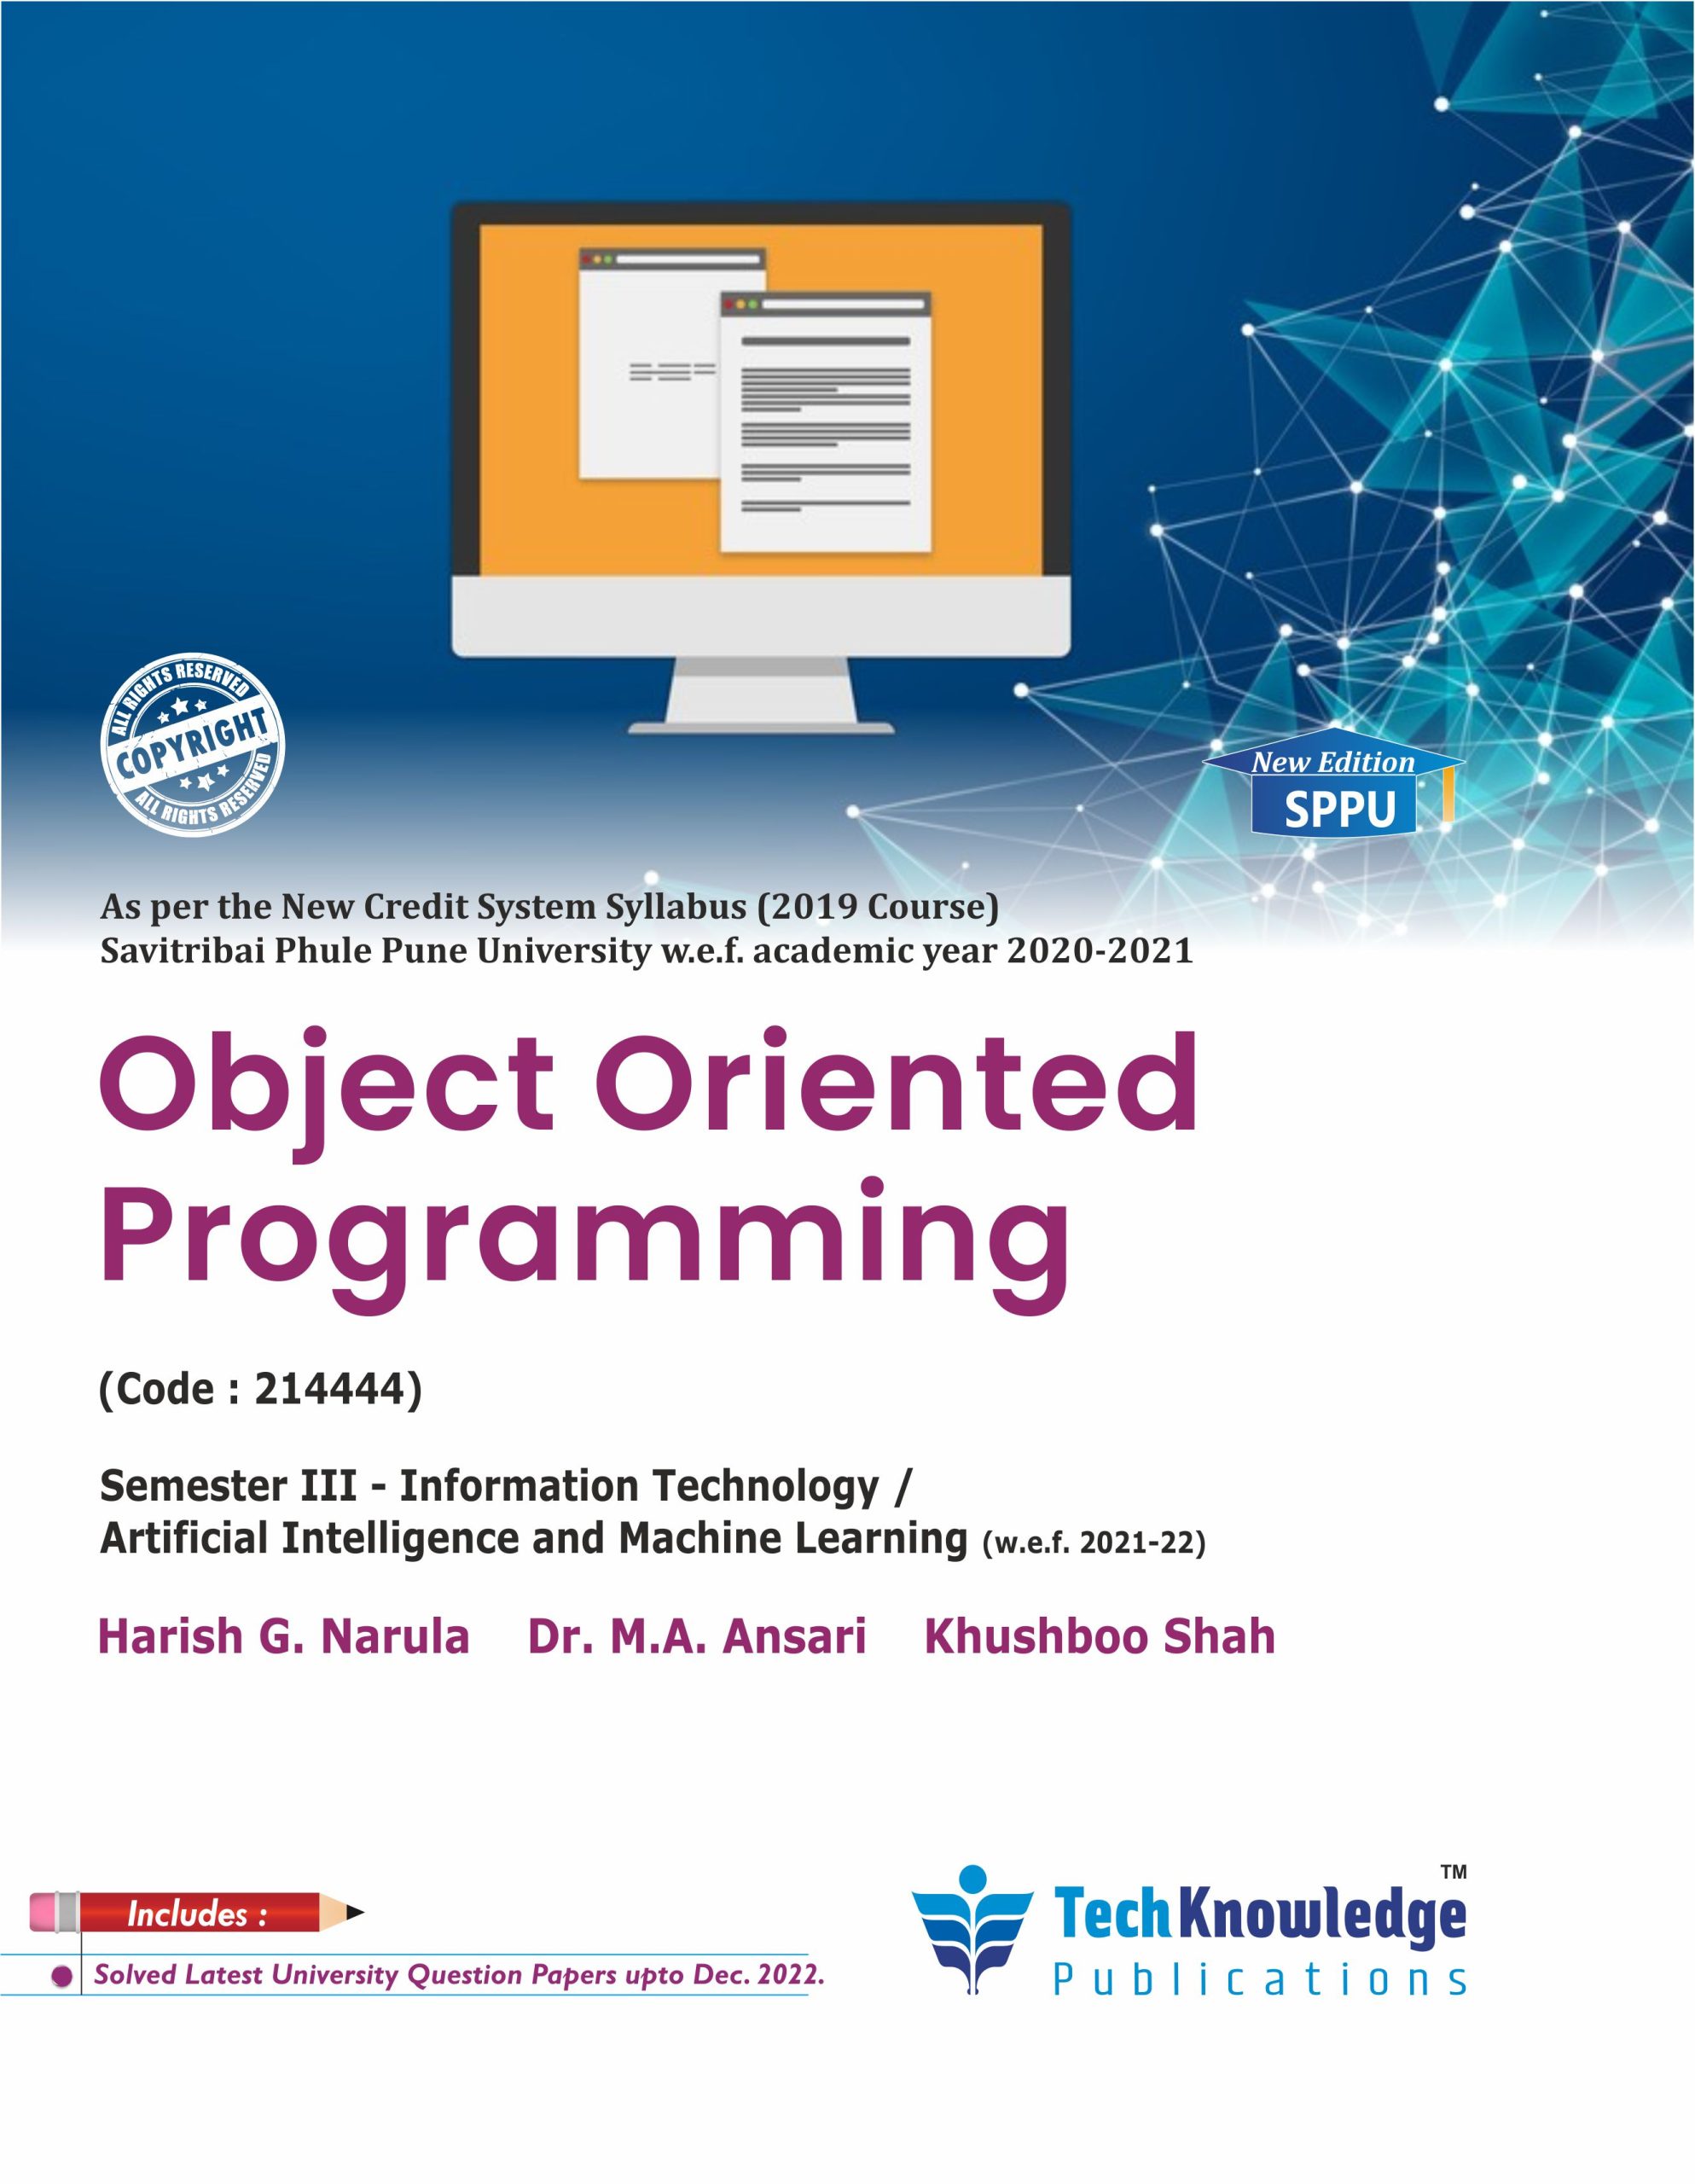 ALL RIGHTS RESERVED
COPYRIGHT
ALL RIGHTS RESERVED
New Edition
SPPU
As per the New Credit System Syllabus (2019 Course)
Savitribai Phule Pune University w.e.f. academic year 2020-2021
Object Oriented
Programming
(Code : 214444)
Semester III - Information Technology /
Artificial Intelligence and Machine Learning (w.e.f. 2021-22)
Harish G. Narula Dr. M.A. Ansari Khushboo Shah
Includes :
Solved Latest University Question Papers upto Dec. 2022.
TechKnowledge TM
Publications